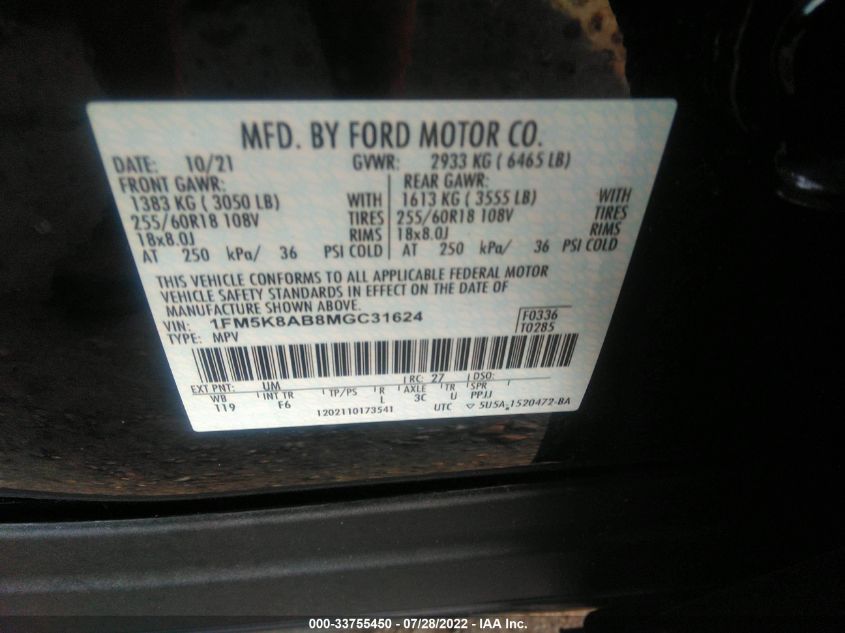 MFD. BY FORD MOTOR CO.
DATE: 10/21 GVWR: 2933 KG ( 6465 LB)
FRONT GAWR: REAR GAWR:
1383 KG ( 3050 LB) WITH 1613 KG ( 3555 LB) WITH
255/60R18 108V TIRES 255/60R18 108V TIRES
18x8.0J RIMS 18x8.0J RIMS
AT 250 kPa/ 36 PSI COLD AT 250 kPa/ 36 PSI COLD
THIS VEHICLE CONFORMS TO ALL APPLICABLE FEDERAL MOTOR
VEHICLE SAFETY STANDARDS IN EFFECT ON THE DATE OF
MANUFACTURE SHOWN ABOVE.
VIN: 1FM5K8AB8MGC31624 F0336
TYPE: MPV T0285
EXT PNT: UM RC: 27 DSO:
WB INT TR TP/PS R AXLE TR SPR
119 F6 L 3C U PPJJ
1202110173541 UTC ▽ 5U5A-1520472-BA
000-33755450 - 07/28/2022 - IAA Inc.